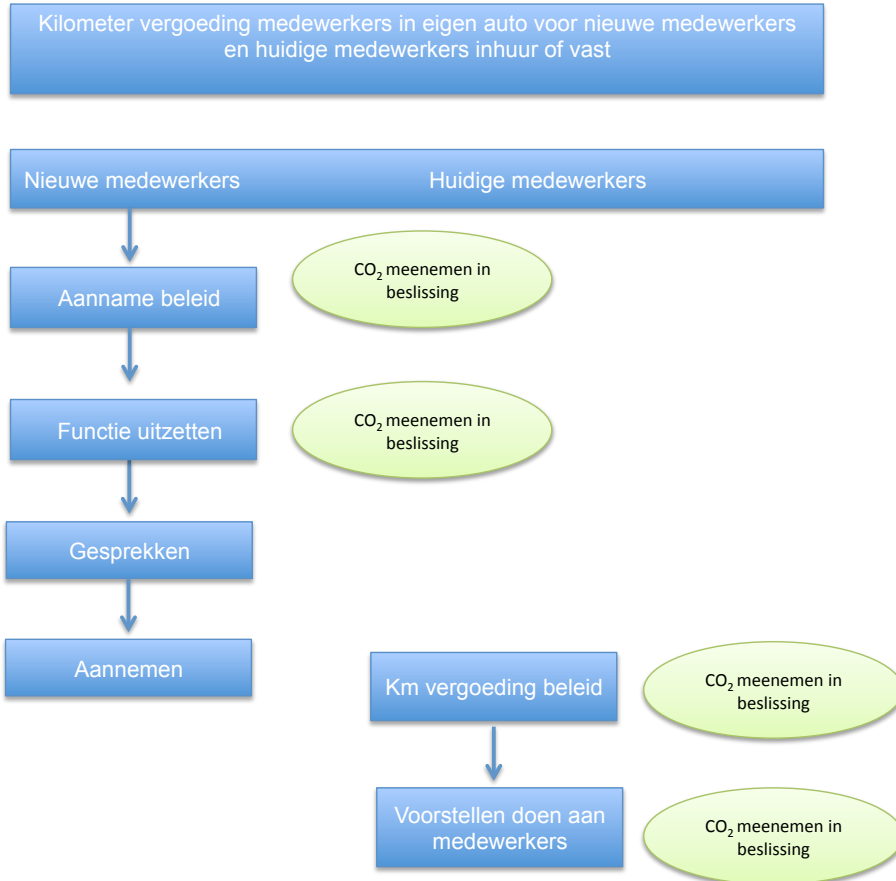 Kilometer vergoeding medewerkers in eigen auto voor nieuwe medewerkers
en huidige medewerkers inhuur of vast
Nieuwe medewerkers
Huidige medewerkers
Aanname beleid
CO₂ meenemen in
beslissing
Functie uitzetten
CO₂ meenemen in
beslissing
Gesprekken
Aannemen
Km vergoeding beleid
CO₂ meenemen in
beslissing
Voorstellen doen aan
medewerkers
CO₂ meenemen in
beslissing